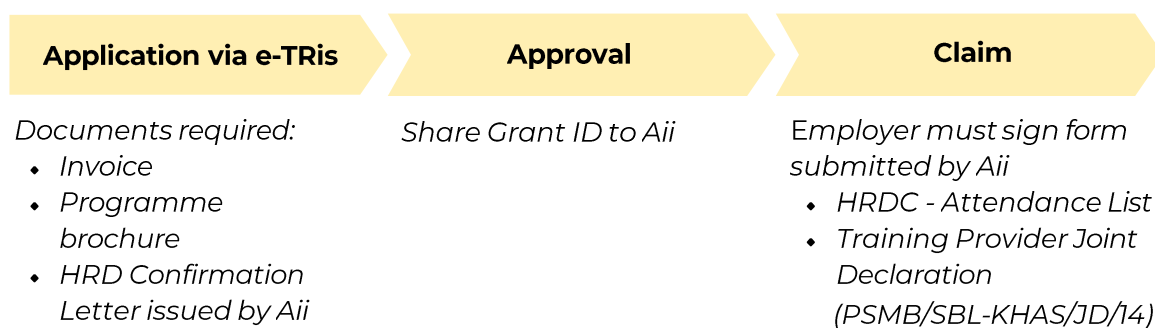 Application via e-TRis
Documents required:
Invoice
Programme
brochure
HRD Confirmation
Letter issued by Aii
Approval
Share Grant ID to Aii
Claim
Employer must sign form
submitted by Aii
HRDC - Attendance List
Training Provider Joint
Declaration
(PSMB/SBL-KHAS/JD/14)